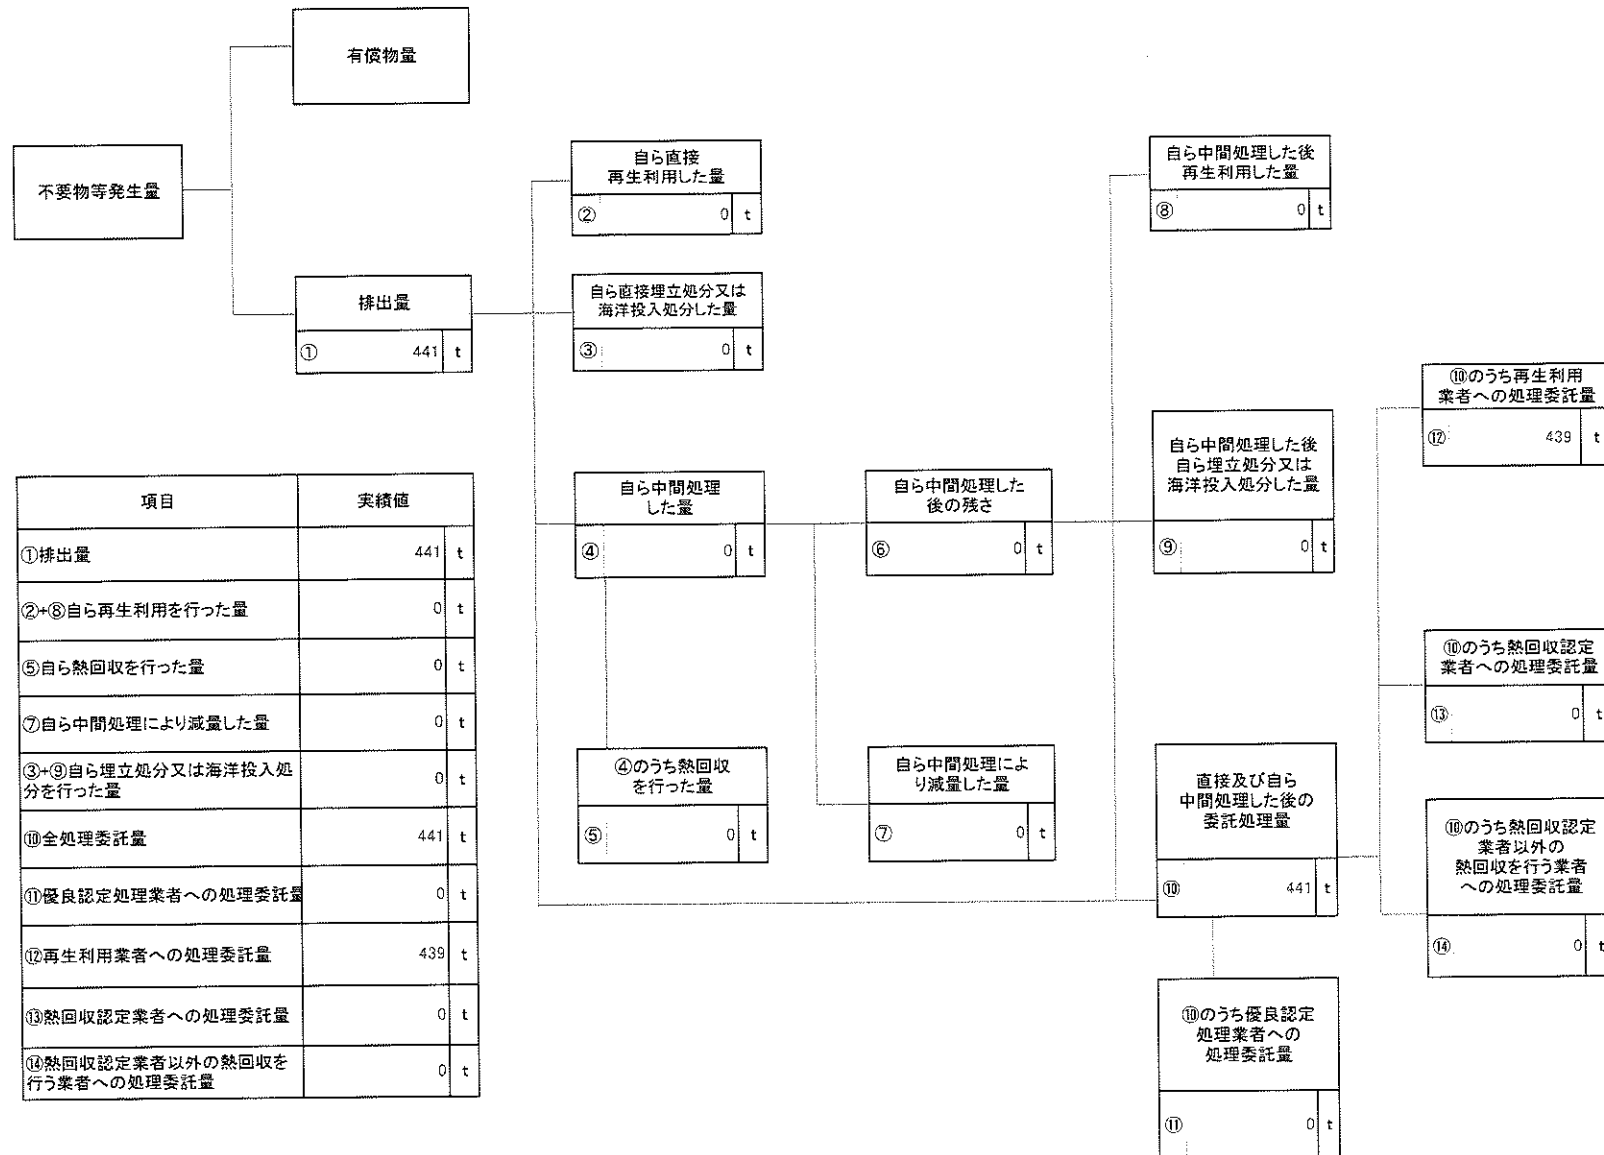 有償物量
不要物等発生量
排出量
① 441 t
自ら直接
再生利用した量
② 0 t
自ら直接埋立処分又は
海洋投入処分した量
③ 0 t
自ら中間処理
した量
④ 0 t
④のうち熱回収
を行った量
⑤ 0 t
自ら中間処理した
後の残さ
⑥ 0 t
自ら中間処理によ
り減量した量
⑦ 0 t
自ら中間処理した後
再生利用した量
⑧ 0 t
自ら中間処理した後
自ら埋立処分又は
海洋投入処分した量
⑨ 0 t
直接及び自ら
中間処理した後の
委託処理量
⑩ 441 t
⑩のうち優良認定
処理業者への
処理委託量
⑪ 0 t
⑩のうち再生利用
業者への処理委託量
⑫ 439 t
⑩のうち熱回収認定
業者への処理委託量
⑬ 0 t
⑩のうち熱回収認定
業者以外の
熱回収を行う業者
への処理委託量
⑭ 0 t
項目 実績値
①排出量 441 t
②+⑧自ら再生利用を行った量 0 t
⑤自ら熱回収を行った量 0 t
⑦自ら中間処理により減量した量 0 t
③+⑨自ら埋立処分又は海洋投入処
分を行った量 0 t
⑩全処理委託量 441 t
⑪優良認定処理業者への処理委託量 0 t
⑫再生利用業者への処理委託量 439 t
⑬熱回収認定業者への処理委託量 0 t
⑭熱回収認定業者以外の熱回収を
行う業者への処理委託量 0 t